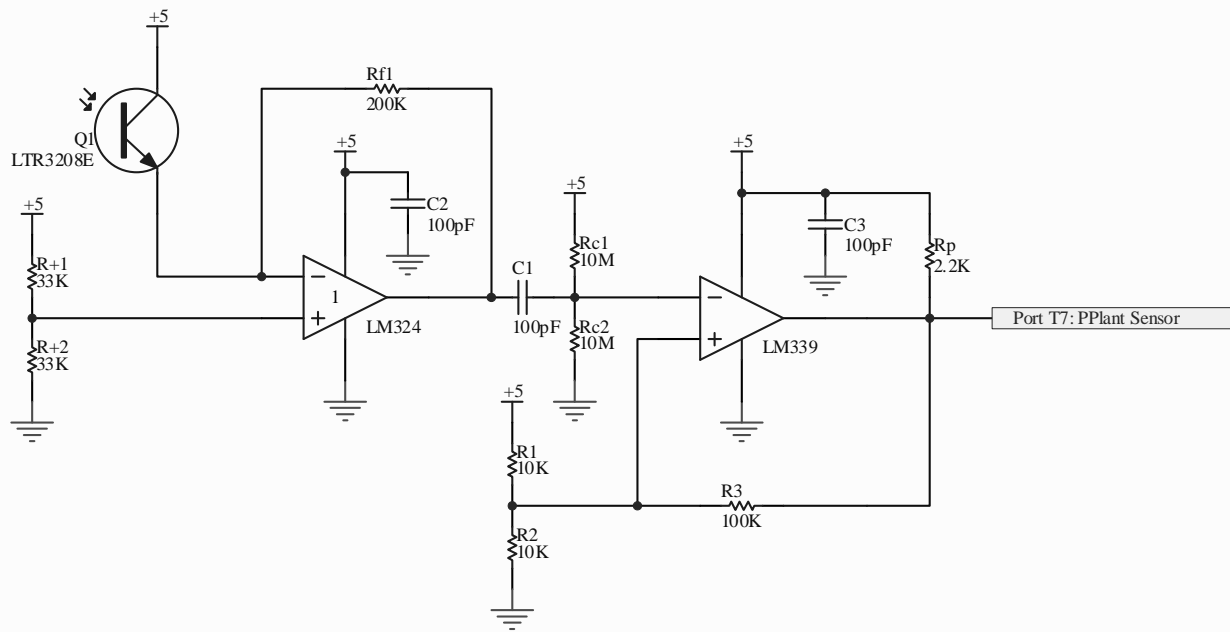 +5
Rf1
200K
Q1
LTR3208E
+5
C2
100pF
+5
+5
+5
C3
100pF
Rp
2.2K
R+1
33K
Rc1
10M
C1
100pF
1
LM324
Rc2
10M
LM339
Port T7: PPlant Sensor
R+2
33K
+5
R1
10K
R3
100K
R2
10K